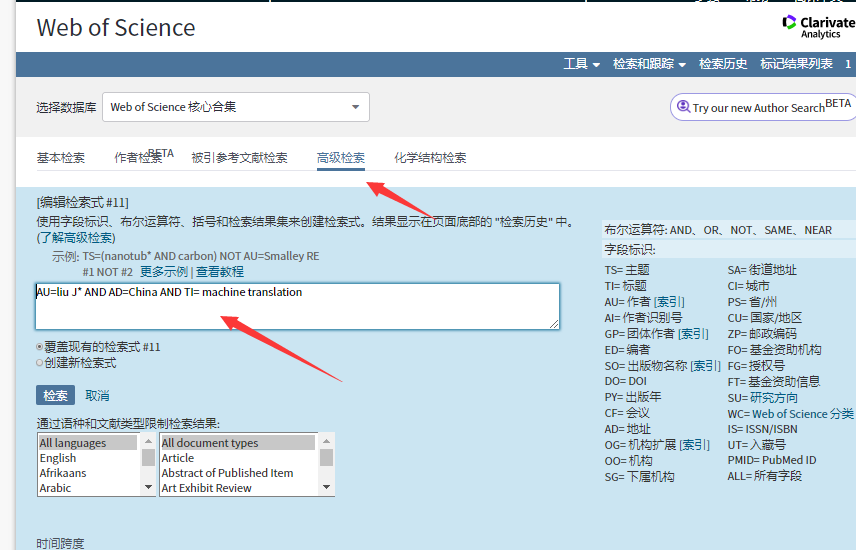 Web of Science
Clarivate
Analytics
工具 检索和跟踪 检索历史 标记结果列表 1
选择数据库 Web of Science 核心合集
Try our new Author Search BETA
基本检索 作者检索 BETA 被引参考文献检索 高级检索 化学结构检索
[编辑检索式 #11]
使用字段标识、布尔运算符、括号和检索结果集来创建检索式。结果显示在页面底部的 "检索历史" 中。
(了解高级检索)
示例: TS=(nanotub* AND carbon) NOT AU=Smalley RE
#1 NOT #2 更多示例 | 查看教程
AU=liu J* AND AD=China AND TI= machine translation
覆盖现有的检索式 #11
创建新检索式
检索 取消
通过语种和文献类型限制检索结果:
All languages All document types
English Article
Afrikaans Abstract of Published Item
Arabic Art Exhibit Review
时间跨度
布尔运算符: AND、OR、NOT、SAME、NEAR
字段标识:
TS= 主题 SA= 街道地址
TI= 标题 CI= 城市
AU= 作者 [索引] PS= 省/州
AI= 作者识别号 CU= 国家/地区
GP= 团体作者 [索引] ZP= 邮政编码
ED= 编者 FO= 基金资助机构
SO= 出版物名称 [索引] FG= 授权号
DO= DOI FT= 基金资助信息
PY= 出版年 SU= 研究方向
CF= 会议 WC= Web of Science 分类
AD= 地址 IS= ISSN/ISBN
OG= 机构扩展 [索引] UT= 入藏号
OO= 机构 PMID= PubMed ID
SG= 下属机构 ALL= 所有字段